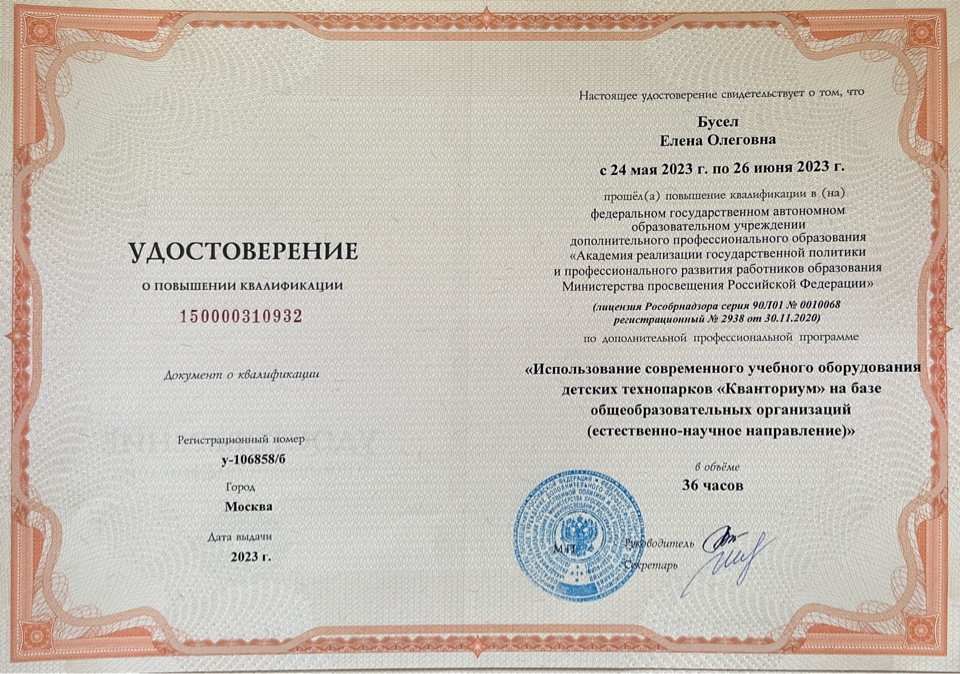 УДОСТОВЕРЕНИЕ
О ПОВЫШЕНИИ КВАЛИФИКАЦИИ
150000310932
Документ о квалификации
Регистрационный номер
у-106858/б
Город
Москва
Дата выдачи
2023 г.
Настоящее удостоверение свидетельствует о том, что
Бусел
Елена Олеговна
с 24 мая 2023 г. по 26 июня 2023 г.
прошёл(а) повышение квалификации в (на)
федеральном государственном автономном
образовательном учреждении
дополнительного профессионального образования
«Академия реализации государственной политики
и профессионального развития работников образования
Министерства просвещения Российской Федерации»
(лицензия Рособрнадзора серия 90Л01 № 0010068
регистрационный № 2938 от 30.11.2020)
по дополнительной профессиональной программе
«Использование современного учебного оборудования
детских технопарков «Кванториум» на базе
общеобразовательных организаций
(естественно-научное направление)»
в объёме
36 часов
М.П.
Руководитель
Секретарь